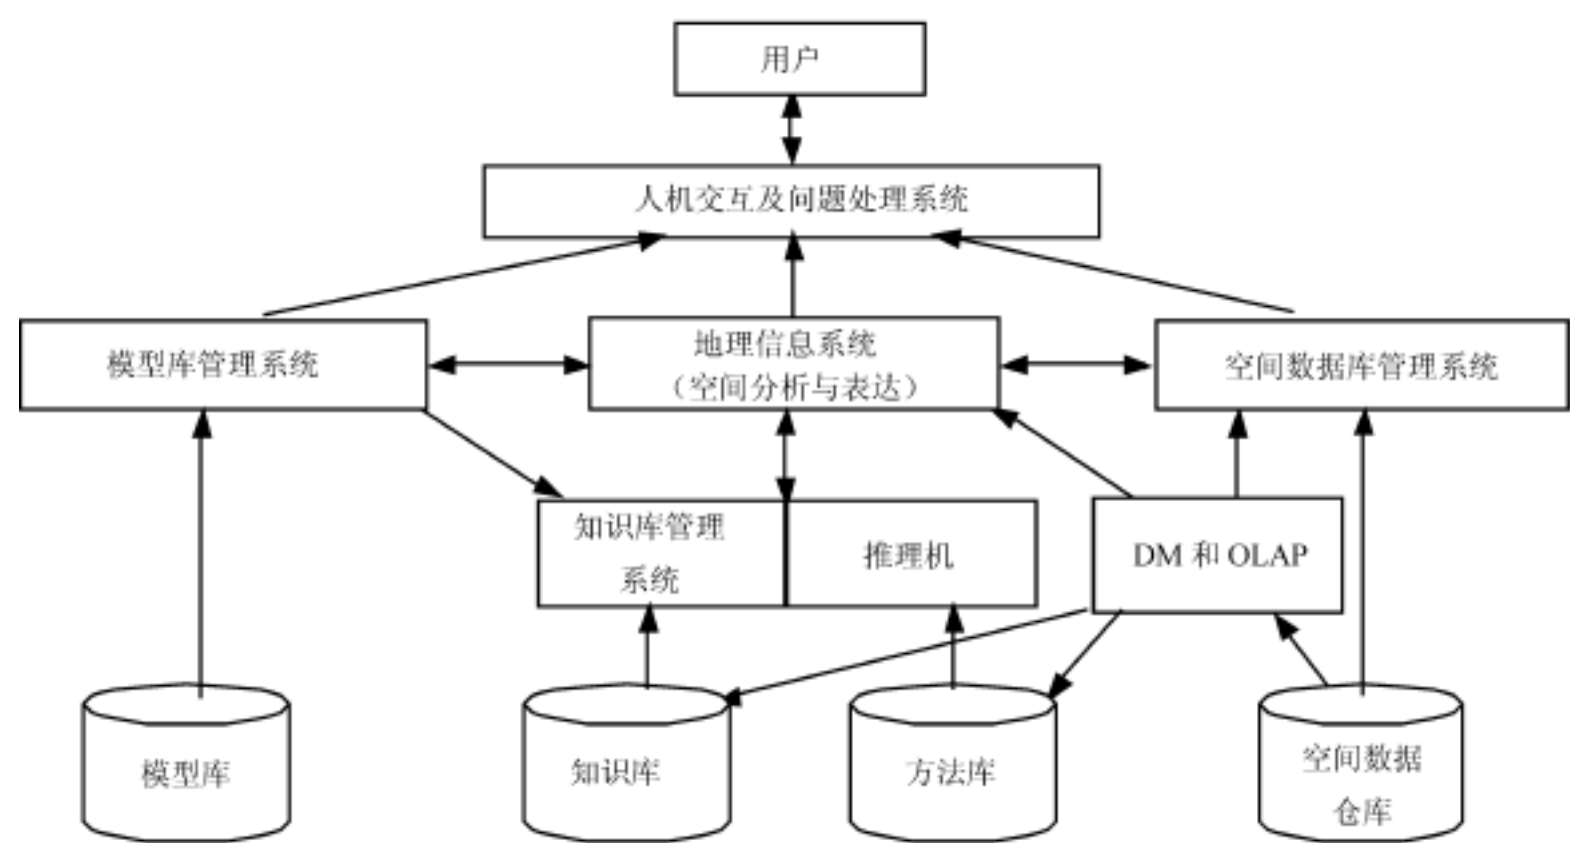 用户
人机交互及问题处理系统
模型库管理系统
地理信息系统
（空间分析与表达）
空间数据库管理系统
知识库管理
系统
推理机
DM 和 OLAP
模型库
知识库
方法库
空间数据
仓库